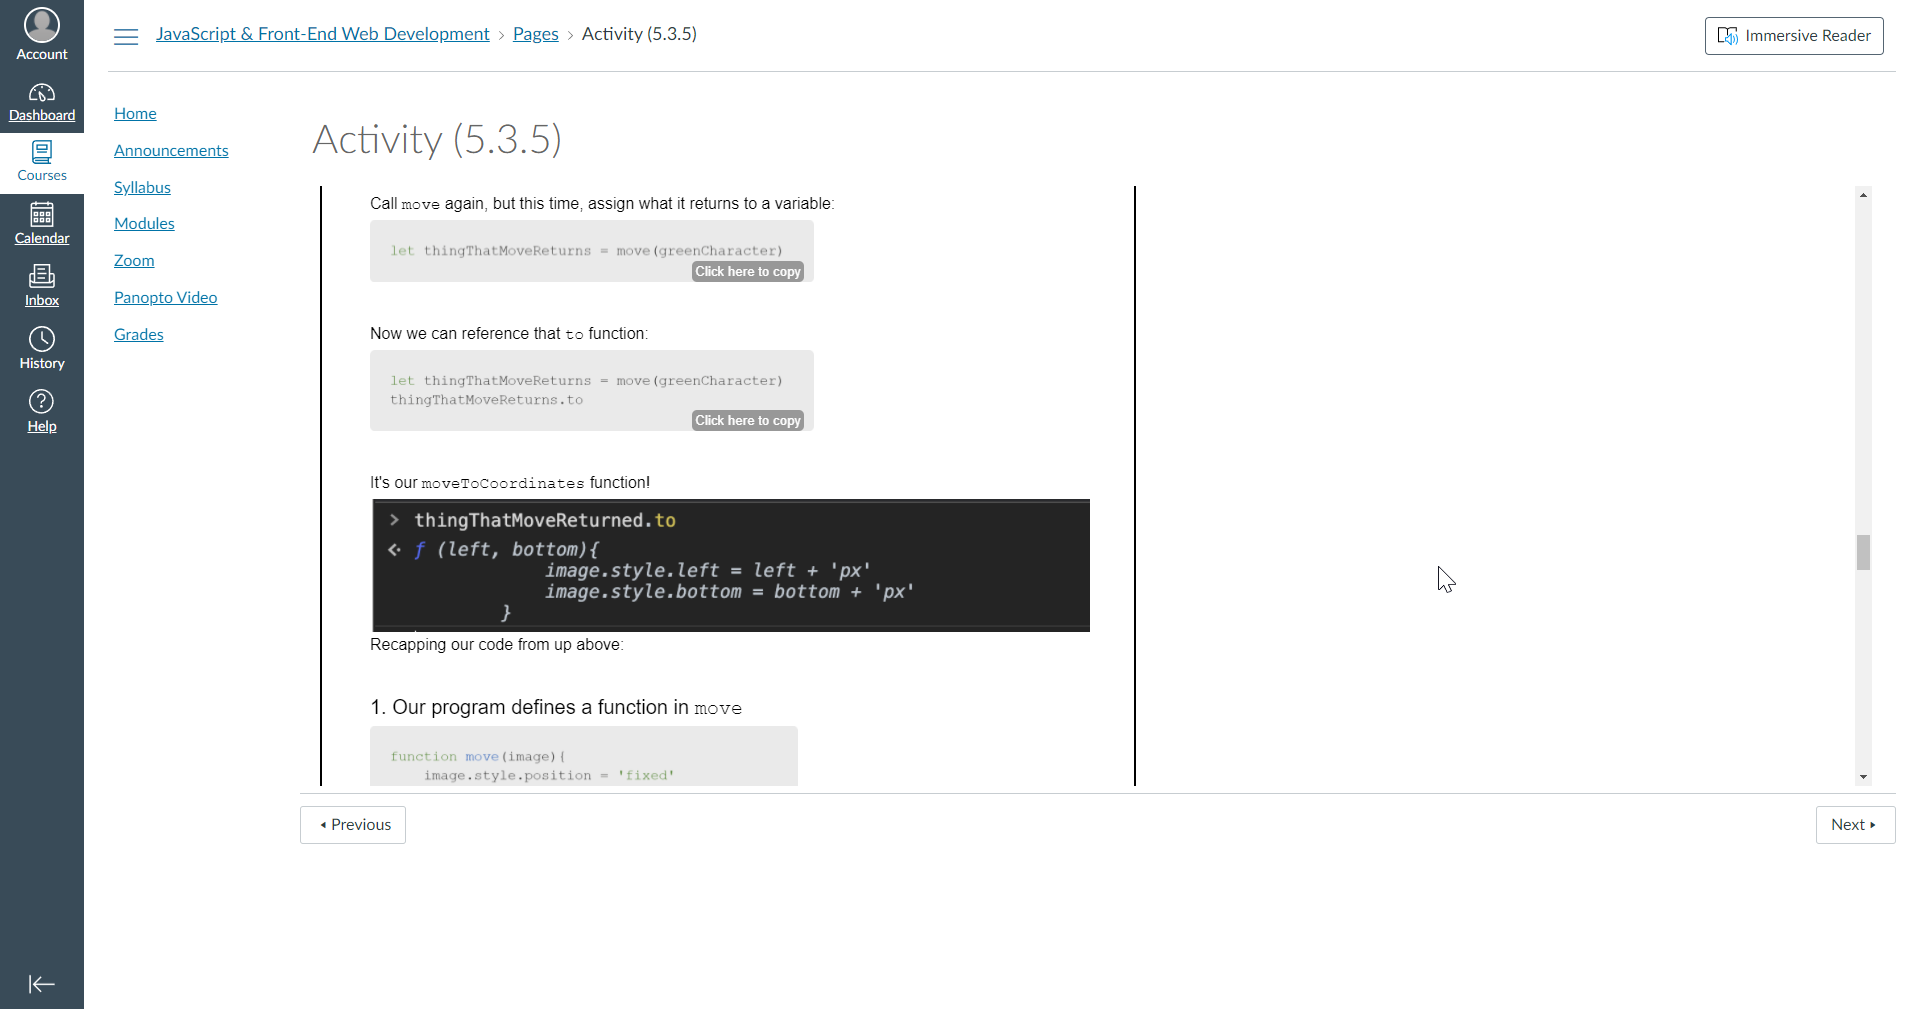 Account
Dashboard
Courses
Calendar
Inbox
History
Help
JavaScript & Front-End Web Development › Pages › Activity (5.3.5)
Immersive Reader
Home
Announcements
Syllabus
Modules
Zoom
Panopto Video
Grades
Activity (5.3.5)
Call move again, but this time, assign what it returns to a variable:
let thingThatMoveReturns = move(greenCharacter)
Click here to copy
Now we can reference that to function:
let thingThatMoveReturns = move(greenCharacter)
thingThatMoveReturns.to
Click here to copy
It's our moveToCoordinates function!
> thingThatMoveReturned.to
ƒ (left, bottom){
image.style.left = left + 'px'
image.style.bottom = bottom + 'px'
}
Recapping our code from up above:
1. Our program defines a function in move
function move(image){
image.style.position = 'fixed'
Previous
Next